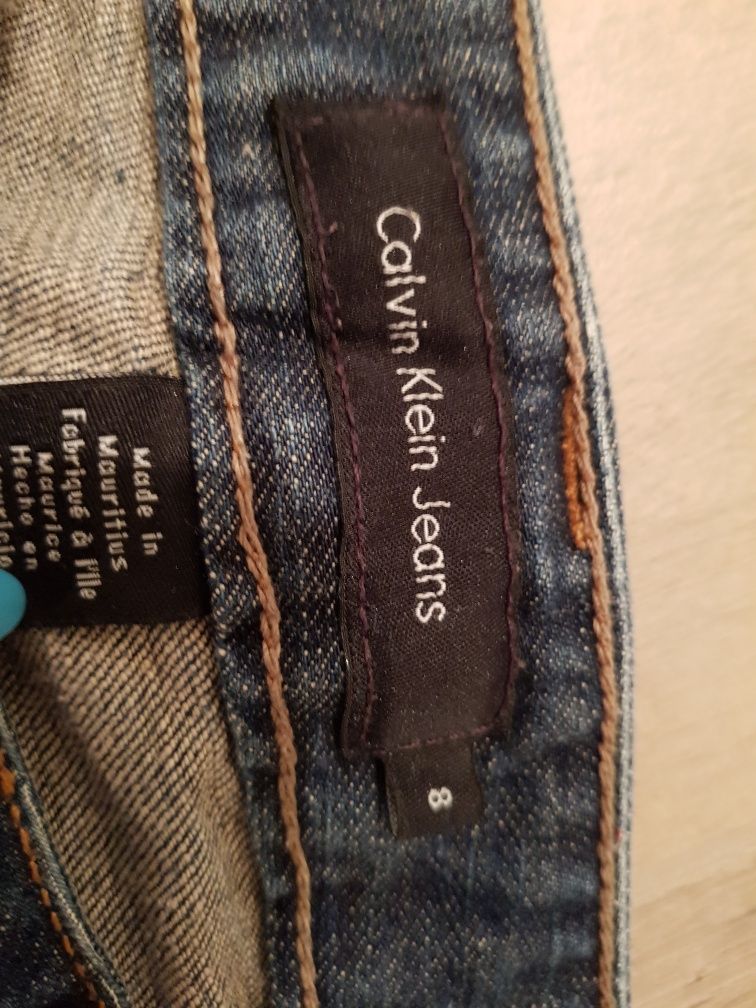 Calvin Klein Jeans
8
Made in
Mauritius
Fabriqué à l'île
Maurice
Hecho en